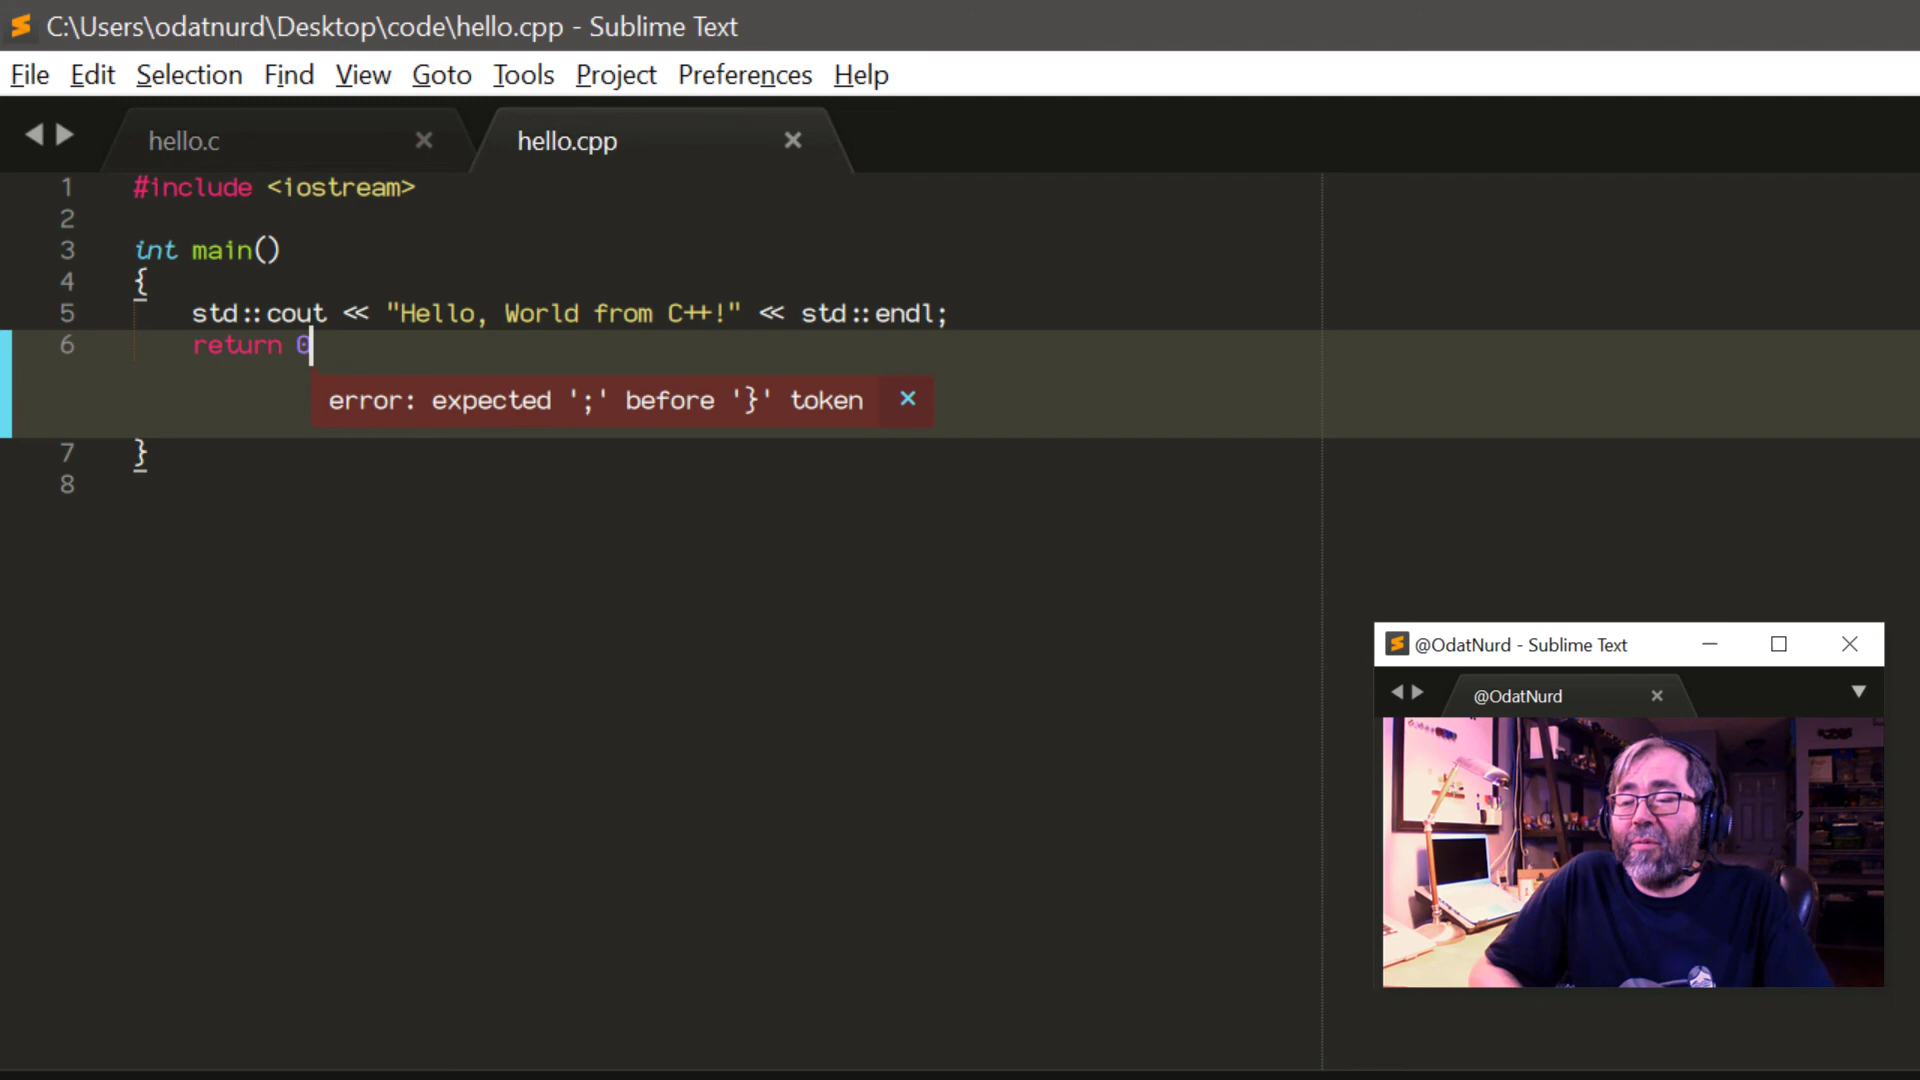 C:\Users\odatnurd\Desktop\code\hello.cpp - Sublime Text
File Edit Selection Find View Goto Tools Project Preferences Help
hello.c hello.cpp
1 #include <iostream>
2
3 int main()
4 {
5 std::cout << "Hello, World from C++!" << std::endl;
6 return 0
error: expected ';' before '}' token
7 }
8
@OdatNurd - Sublime Text
@OdatNurd